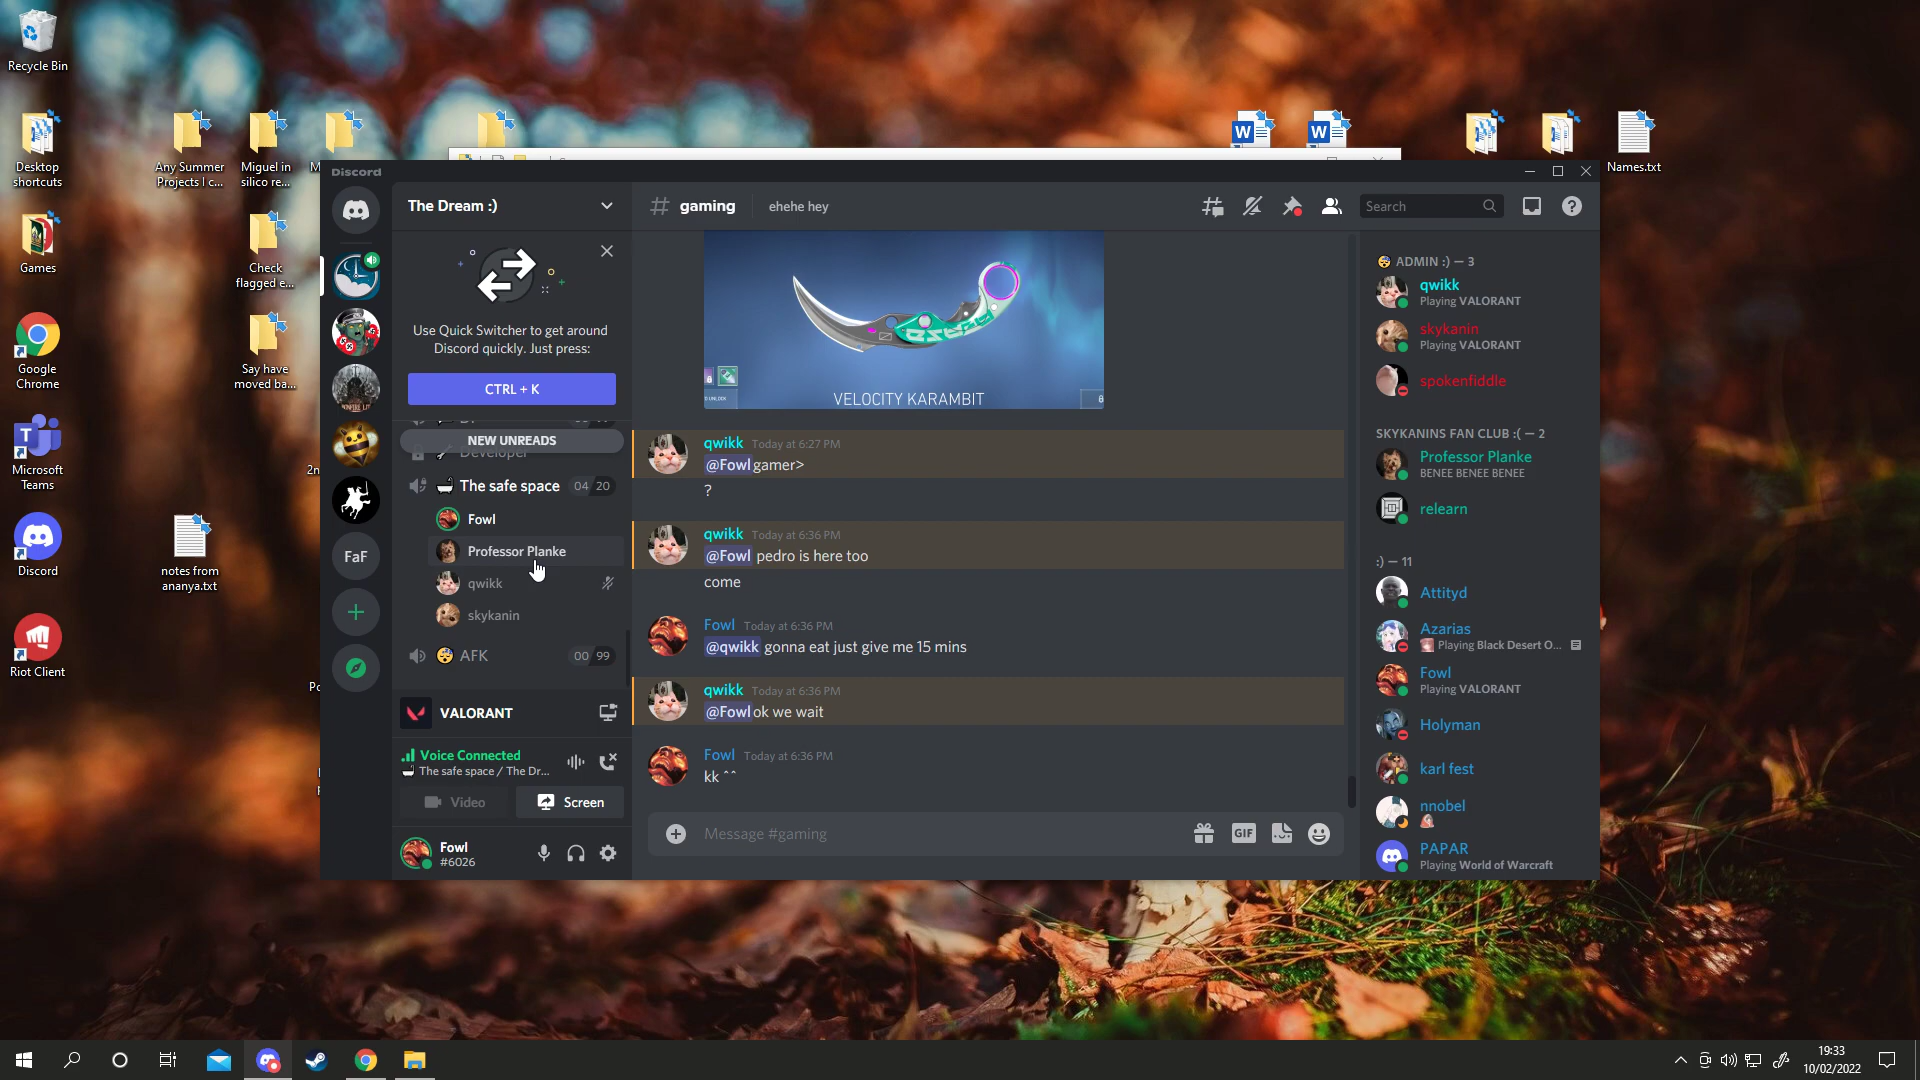 Recycle Bin
Desktop
shortcuts
Any Summer
Projects I c...
Miguel in
silico re...
Names.txt
Games
Check
flagged e...
Google
Chrome
Say have
moved ba...
Microsoft
Teams
Discord
notes from
ananya.txt
Riot Client
Discord
FaF
The Dream :)
Use Quick Switcher to get around
Discord quickly. Just press:
CTRL + K
NEW UNREADS
Developer
The safe space 04 20
Fowl
Professor Planke
qwikk
skykanin
AFK 00 99
VALORANT
Voice Connected
The safe space / The Dr...
Video Screen
Fowl
#6026
# gaming ehehe hey
Search
VELOCITY KARAMBIT
qwikk Today at 6:27 PM
@Fowl gamer>
?
qwikk Today at 6:36 PM
@Fowl pedro is here too
come
Fowl Today at 6:36 PM
@qwikk gonna eat just give me 15 mins
qwikk Today at 6:36 PM
@Fowl ok we wait
Fowl Today at 6:36 PM
kk ^^
Message #gaming
GIF
ADMIN :) — 3
qwikk
Playing VALORANT
skykanin
Playing VALORANT
spokenfiddle
SKYKANINS FAN CLUB :( — 2
Professor Planke
BENEE BENEE BENEE
relearn
:) — 11
Attityd
Azarias
Playing Black Desert O...
Fowl
Playing VALORANT
Holyman
karl fest
nnobel
PAPAR
Playing World of Warcraft
19:33
10/02/2022